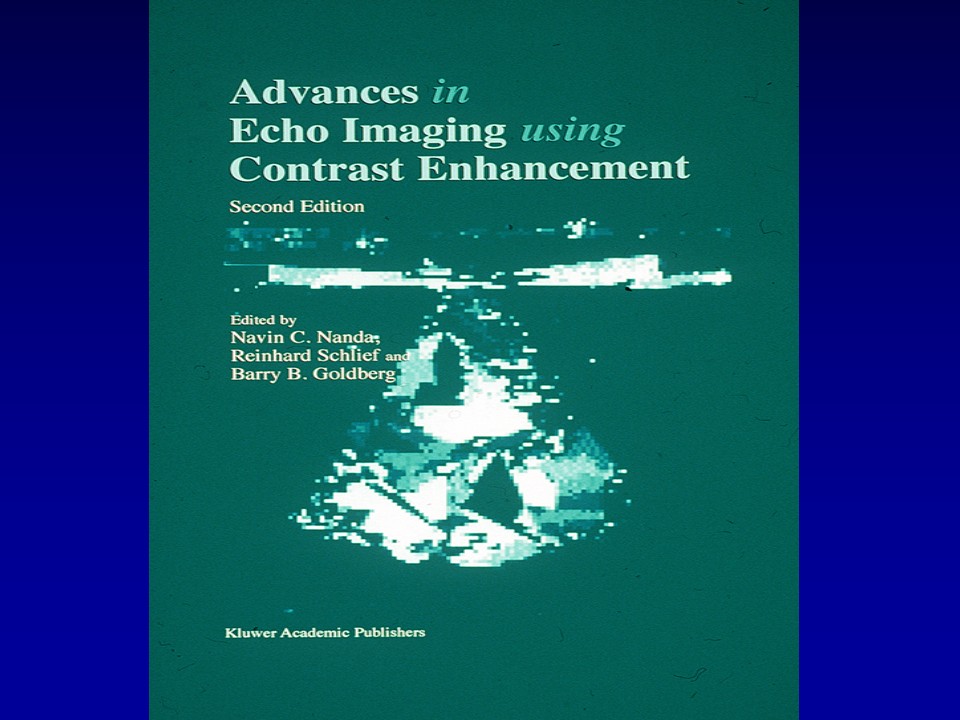 Advances in
Echo Imaging using
Contrast Enhancement
Second Edition
Edited by
Navin C. Nanda,
Reinhard Schlief and
Barry B. Goldberg
Kluwer Academic Publishers